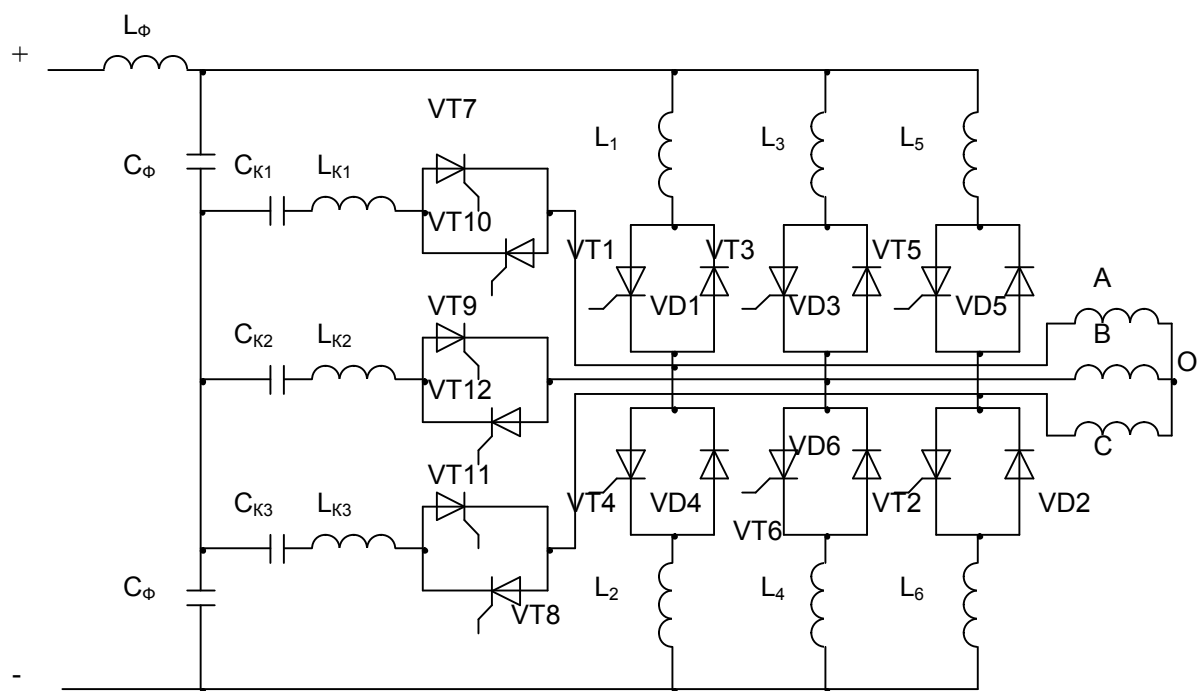 LФ
+
VT7
L1
L3
L5
CФ
CК1
LК1
VT10
VT1
VT3
VT5
A
VD1
VD3
VD5
VT9
B
CК2
LК2
O
VT12
VD6
C
VT11
CК3
LК3
VT4
VD4
VT2
VD2
VT6
CФ
VT8
L2
L4
L6
-